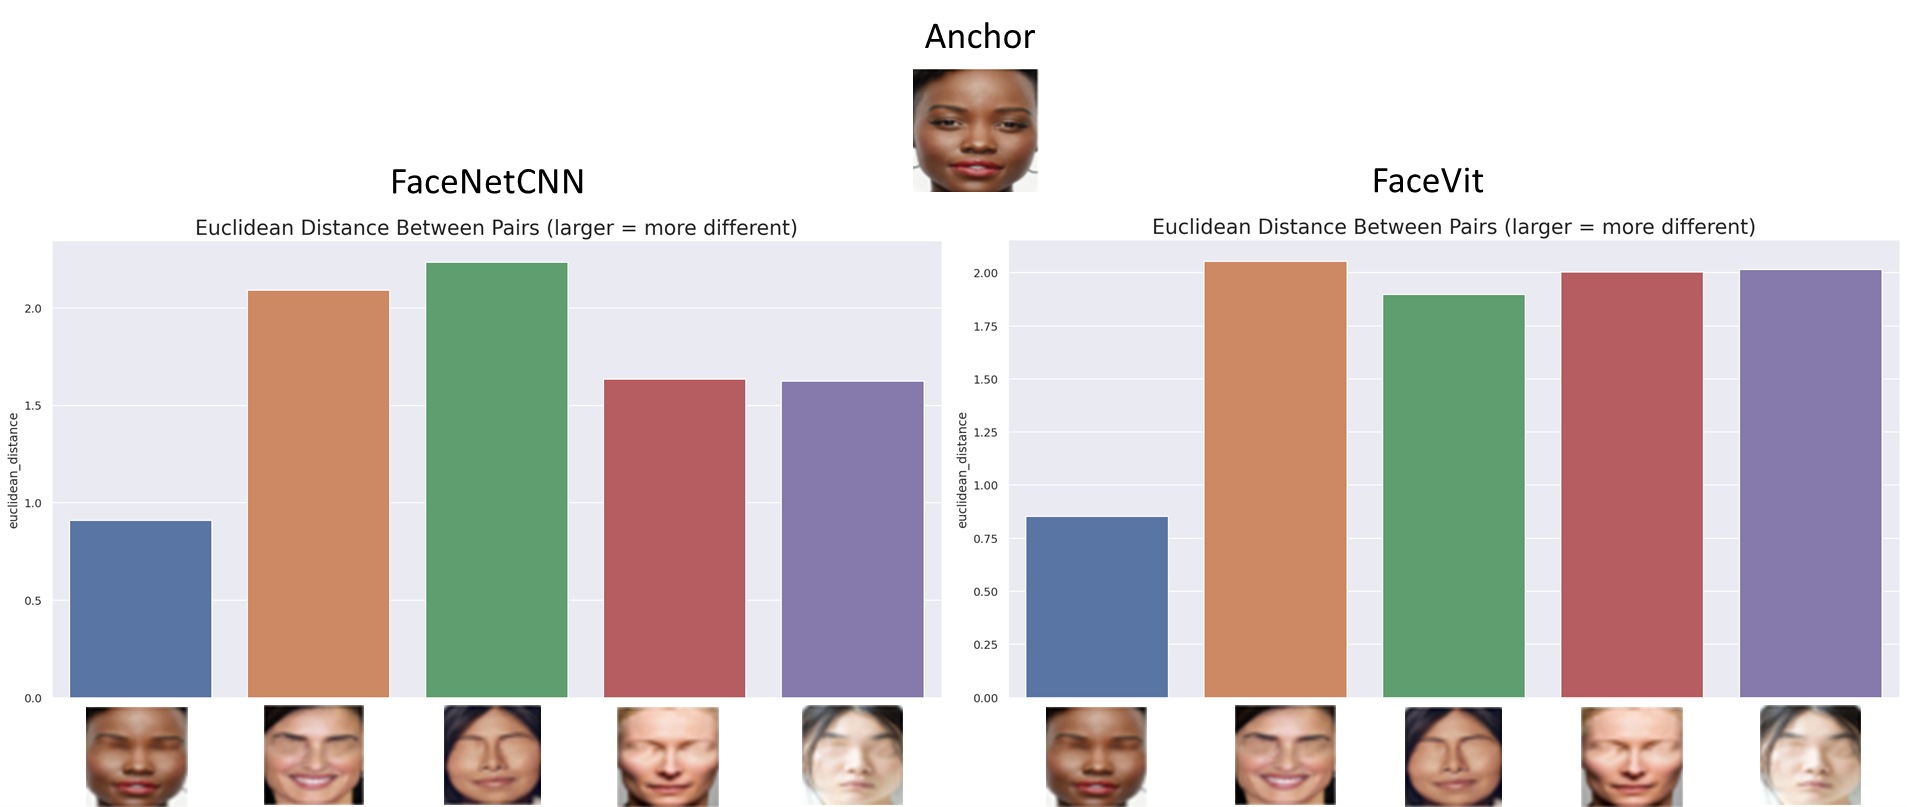 Anchor
FaceNetCNN
Euclidean Distance Between Pairs (larger = more different)
euclidean_distance
2.0
1.5
1.0
0.5
0.0
FaceVit
Euclidean Distance Between Pairs (larger = more different)
euclidean_distance
2.00
1.75
1.50
1.25
1.00
0.75
0.50
0.25
0.00